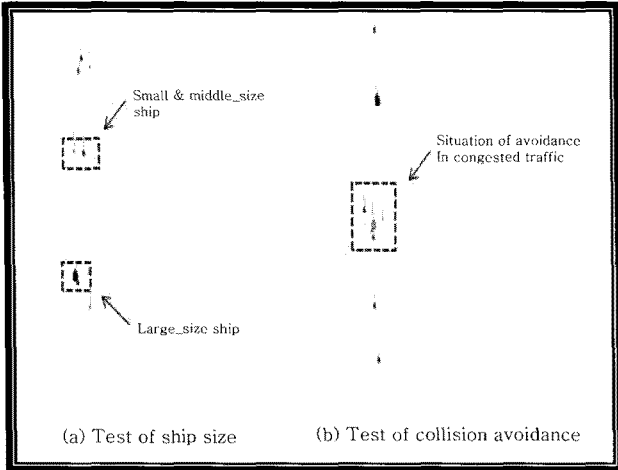 Small & middle_size
ship
Large_size ship
(a) Test of ship size
Situation of avoidance
In congested traffic
(b) Test of collision avoidance